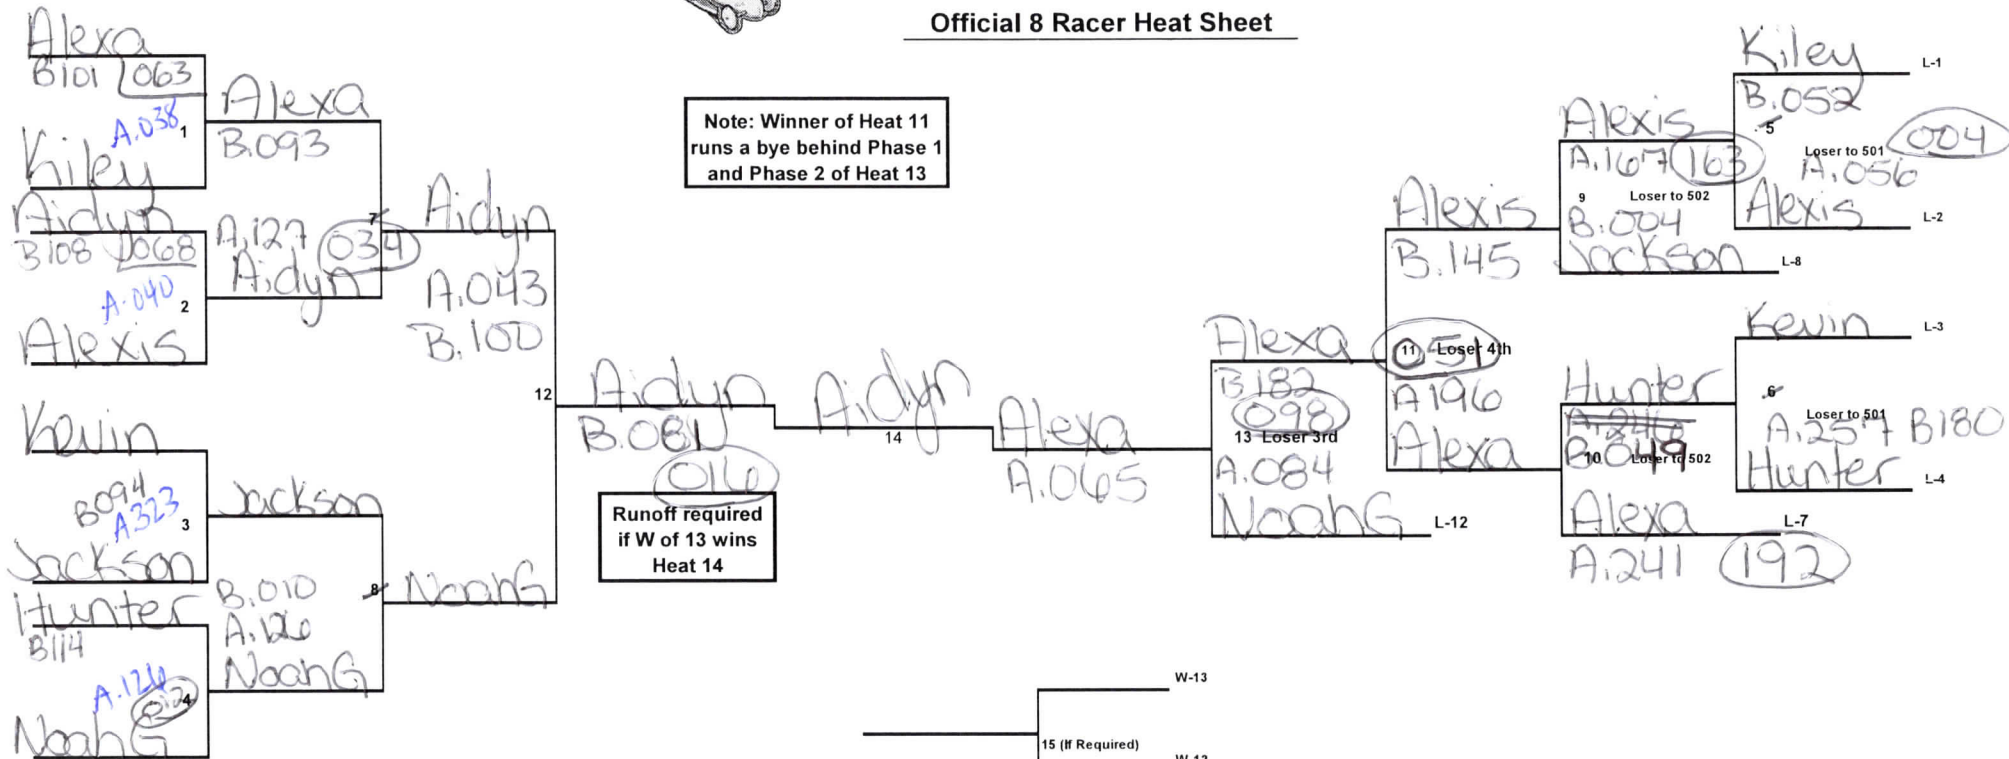 Official 8 Racer Heat Sheet
Alexa
B101 063
A.038 1
Kiley
Alexa
B.093
Aidyn
B108 068
A.040 2
Alexis
A.127 034 7
Aidyn
Aidyn
A.043
B.100
Kevin
B094
A323 3
Jackson
Jackson
Hunter
B114
A.126
012 4
NoahG
B.010
A.126
NoahG
8
NoahG
12
Note: Winner of Heat 11
runs a bye behind Phase 1
and Phase 2 of Heat 13
Aidyn
B.081
016
Runoff required
if W of 13 wins
Heat 14
Aidyn
14
Alexa
A.065
Alexa
B182
098
13 Loser 3rd
A.084
NoahG L-12
Alexis
B.145
051
11 Loser 4th
A196
Alexa
Alexis
A.167 163
9 Loser to 502
B.004
Jackson L-8
Kiley L-1
B.052
5
Loser to 501 004
A.056
Alexis L-2
Hunter
B.049
10 Loser to 502
Alexa L-7
A.241 192
Kevin L-3
6
Loser to 501
A.257 B180
Hunter L-4
W-13
15 (If Required)